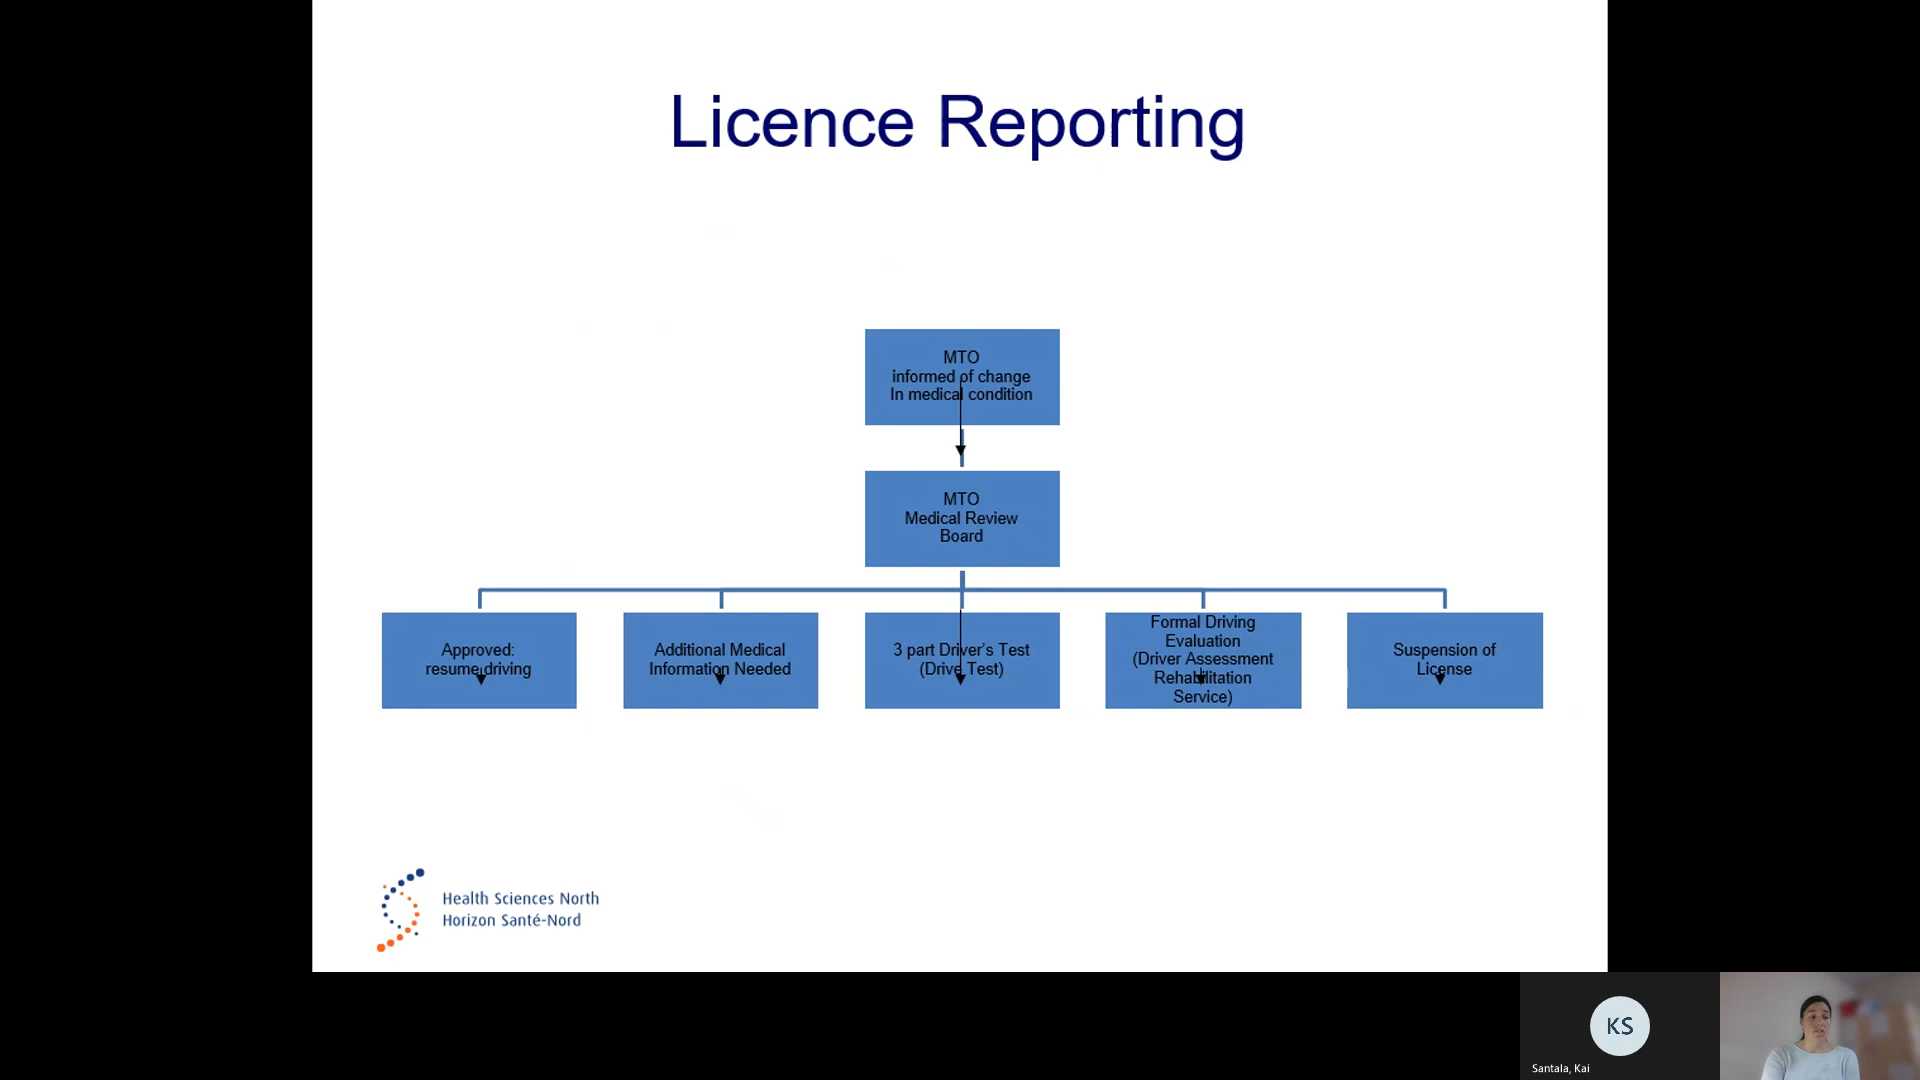 Licence Reporting
MTO
informed of change
In medical condition
MTO
Medical Review
Board
Approved:
resume driving
Additional Medical
Information Needed
3 part Driver's Test
(Drive Test)
Formal Driving
Evaluation
(Driver Assessment
Rehabilitation
Service)
Suspension of
License
Health Sciences North
Horizon Santé-Nord
KS
Santala, Kai